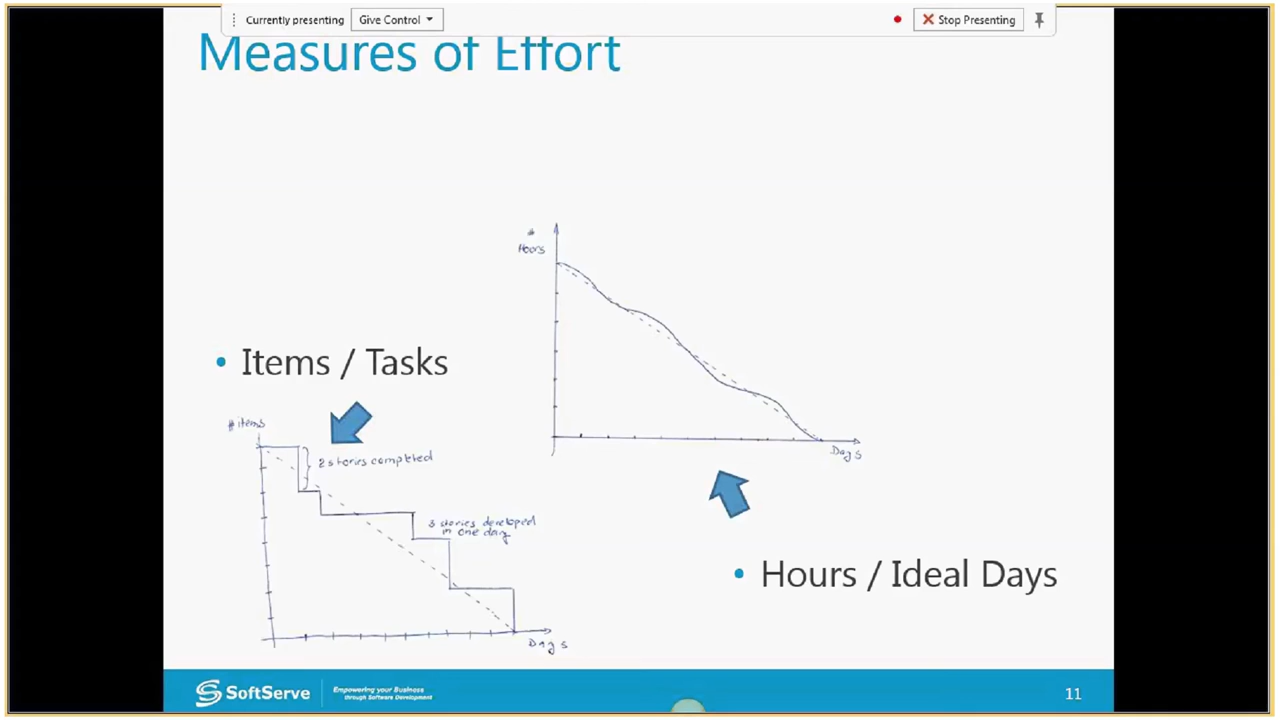 Currently presenting
Give Control
Stop Presenting
Measures of Effort
#
Hours
• Items / Tasks
# items
2 stories completed
Days
3 stories developed
in one day
• Hours / Ideal Days
Days
SoftServe
Empowering your Business
through Software Development
11